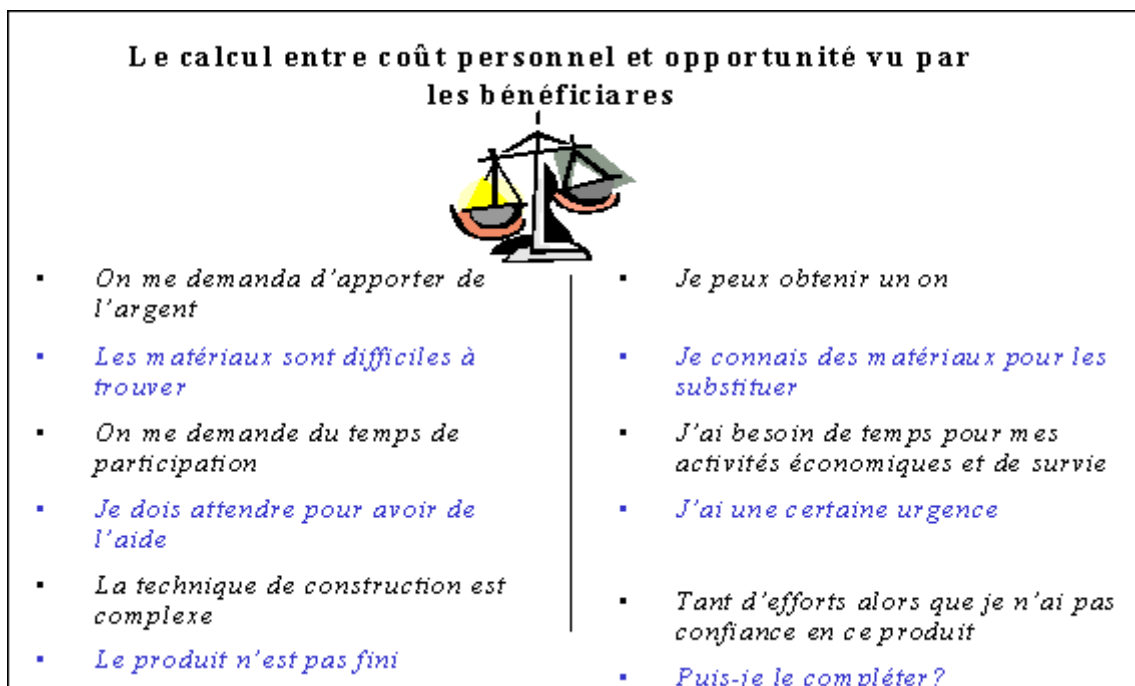 Le calcul entre coût personnel et opportunité vu par
les bénéficiares
▪ On me demanda d'apporter de
l'argent
▪ Les matériaux sont difficiles à
trouver
▪ On me demande du temps de
participation
▪ Je dois attendre pour avoir de
l'aide
▪ La technique de construction est
complexe
▪ Le produit n'est pas fini
▪ Je peux obtenir un on
▪ Je connais des matériaux pour les
substituer
▪ J'ai besoin de temps pour mes
activités économiques et de survie
▪ J'ai une certaine urgence
▪ Tant d'efforts alors que je n'ai pas
confiance en ce produit
▪ Puis-je le compléter ?